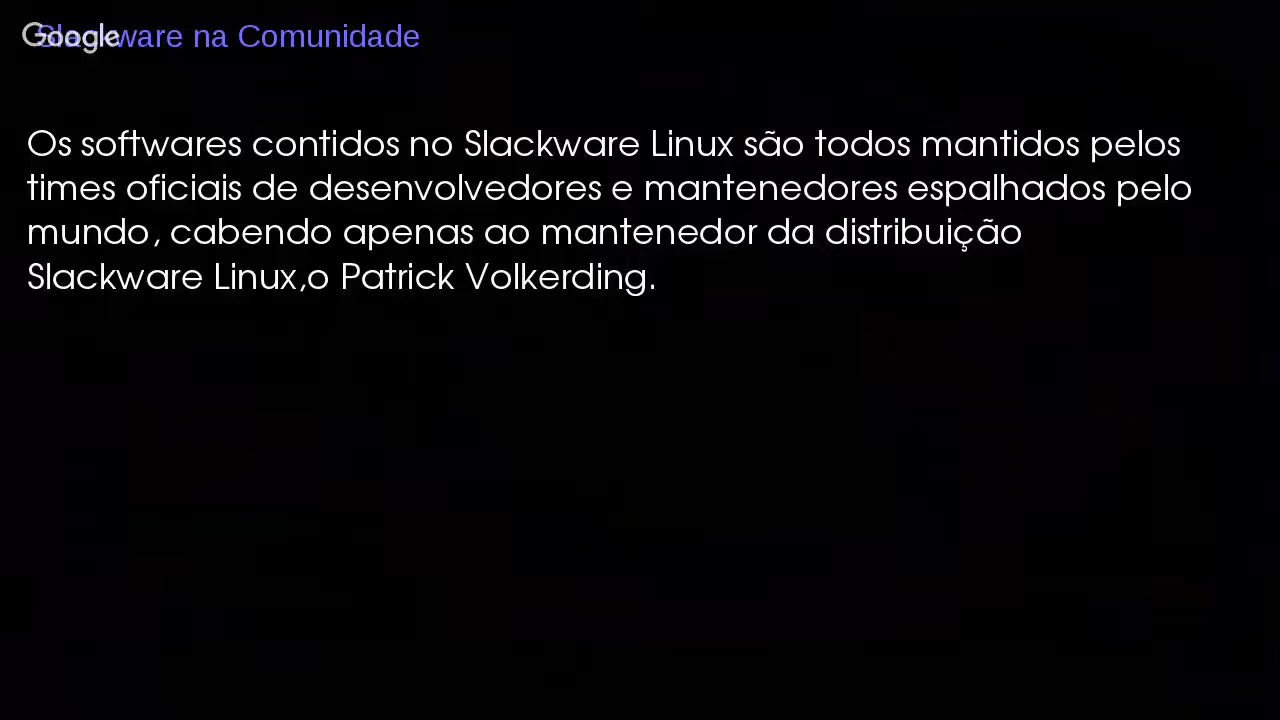 Slackware na Comunidade
Google
Os softwares contidos no Slackware Linux são todos mantidos pelos
times oficiais de desenvolvedores e mantenedores espalhados pelo
mundo, cabendo apenas ao mantenedor da distribuição
Slackware Linux,o Patrick Volkerding.